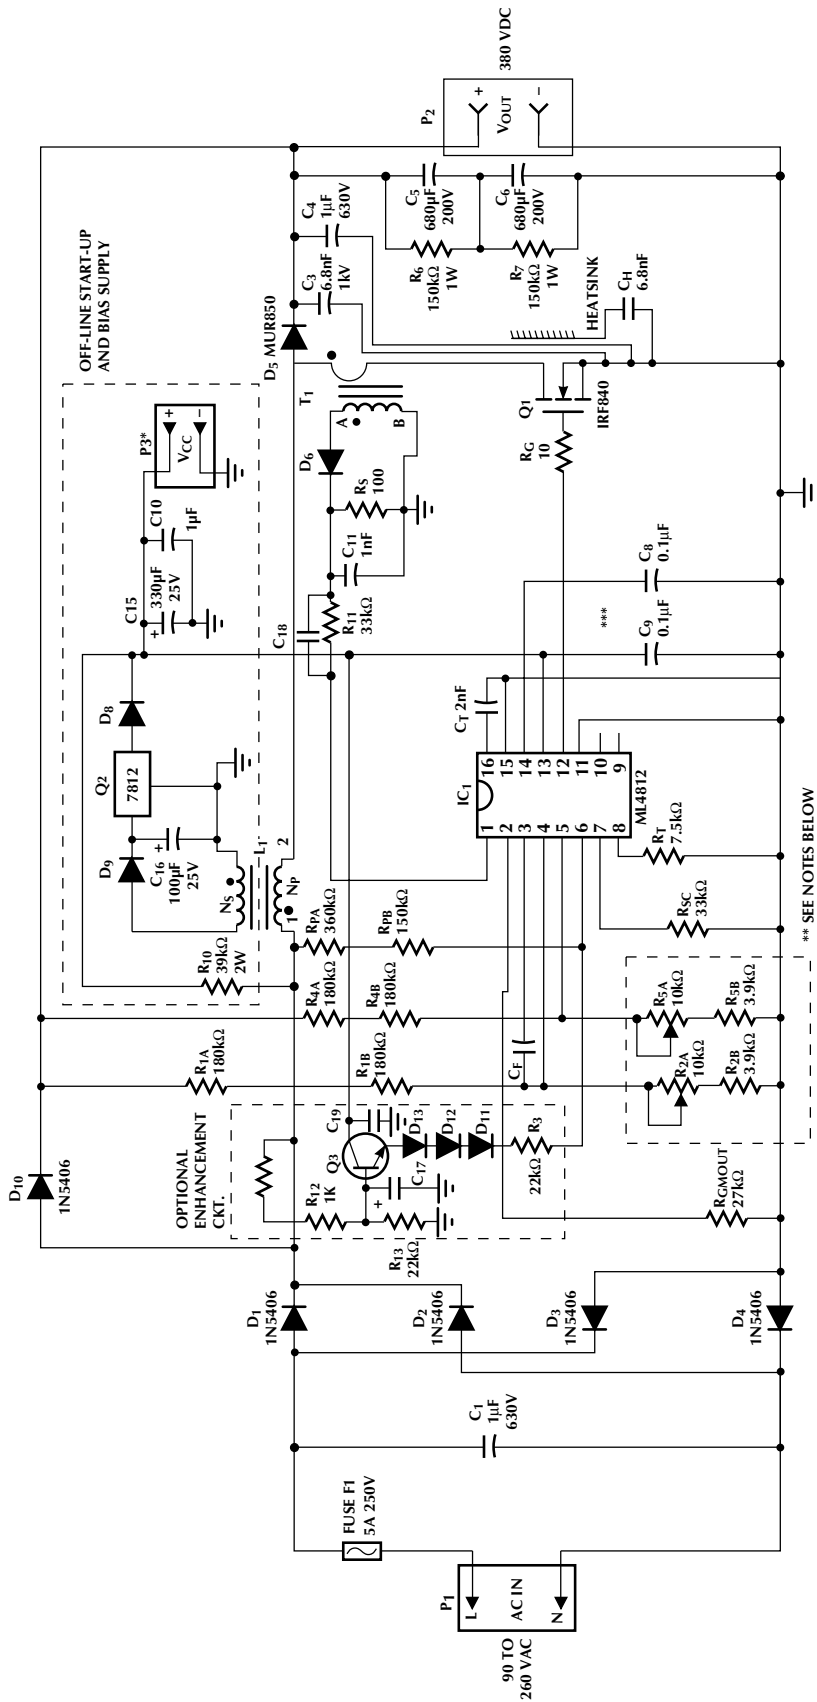 P1
L
AC IN
N
90 TO
260 VAC
FUSE F1
5A 250V
C1
1µF
630V
D1
1N5406
D2
1N5406
D3
1N5406
D4
1N5406
D10
1N5406
OPTIONAL
ENHANCEMENT
CKT.
R12
1K
R13
22kΩ
Q3
C19
C17
D13
D12
D11
R3
22kΩ
RGMOUT
27kΩ
R1A
180kΩ
R1B
180kΩ
CF
R2A
10kΩ
R2B
3.9kΩ
R4A
180kΩ
R4B
180kΩ
R5A
10kΩ
R5B
3.9kΩ
** SEE NOTES BELOW
RPA
360kΩ
RPB
150kΩ
R10
39kΩ
2W
OFF-LINE START-UP
AND BIAS SUPPLY
D9
C16
+
100µF
25V
NS
L1
NP
1
2
Q2
7812
D8
C15
+
330µF
25V
C10
1µF
P3*
+
VCC
−
IC1
1
2
3
4
5
6
7
8
16
15
14
13
12
11
10
9
ML4812
RSC
33kΩ
RT
7.5kΩ
CT 2nF
C18
R11
33kΩ
C11
1nF
RS
100
D6
T1
A
B
C9
0.1µF
***
C8
0.1µF
RG
10
Q1
IRF840
D5 MUR850
C3
6.8nF
1kV
C4
1µF
630V
HEATSINK
CH
6.8nF
R6
150kΩ
1W
R7
150kΩ
1W
C5
680µF
200V
C6
680µF
200V
P2
+
VOUT
−
380 VDC
+